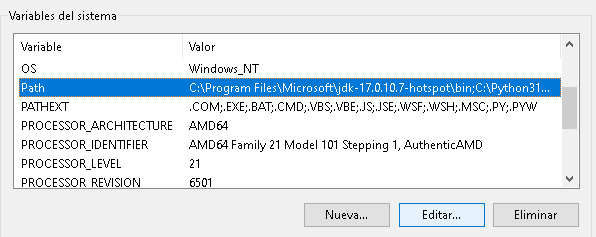 Variables del sistema
Variable Valor
OS Windows_NT
Path C:\Program Files\Microsoft\jdk-17.0.10.7-hotspot\bin;C:\Python31...
PATHEXT .COM;.EXE;.BAT;.CMD;.VBS;.VBE;.JS;.JSE;.WSF;.WSH;.MSC;.PY;.PYW
PROCESSOR_ARCHITECTURE AMD64
PROCESSOR_IDENTIFIER AMD64 Family 21 Model 101 Stepping 1, AuthenticAMD
PROCESSOR_LEVEL 21
PROCESSOR_REVISION 6501
Nueva... Editar... Eliminar